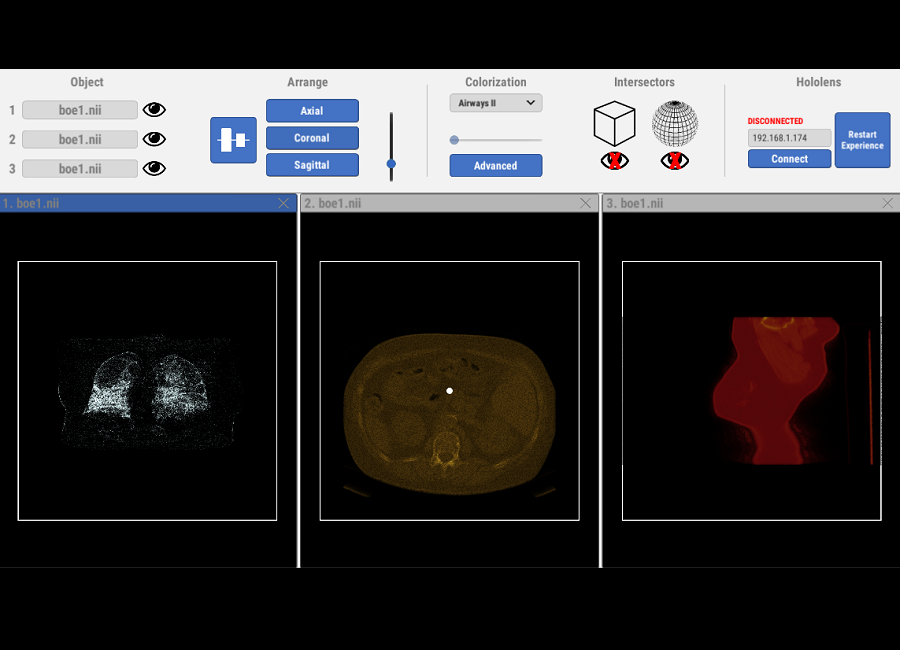 Object
Arrange
Colorization
Intersectors
Hololens
1 boe1.nii
2 boe1.nii
3 boe1.nii
Axial
Coronal
Sagittal
Airways II
Advanced
DISCONNECTED
192.168.1.174
Connect
Restart
Experience
1. boe1.nii
2. boe1.nii
3. boe1.nii